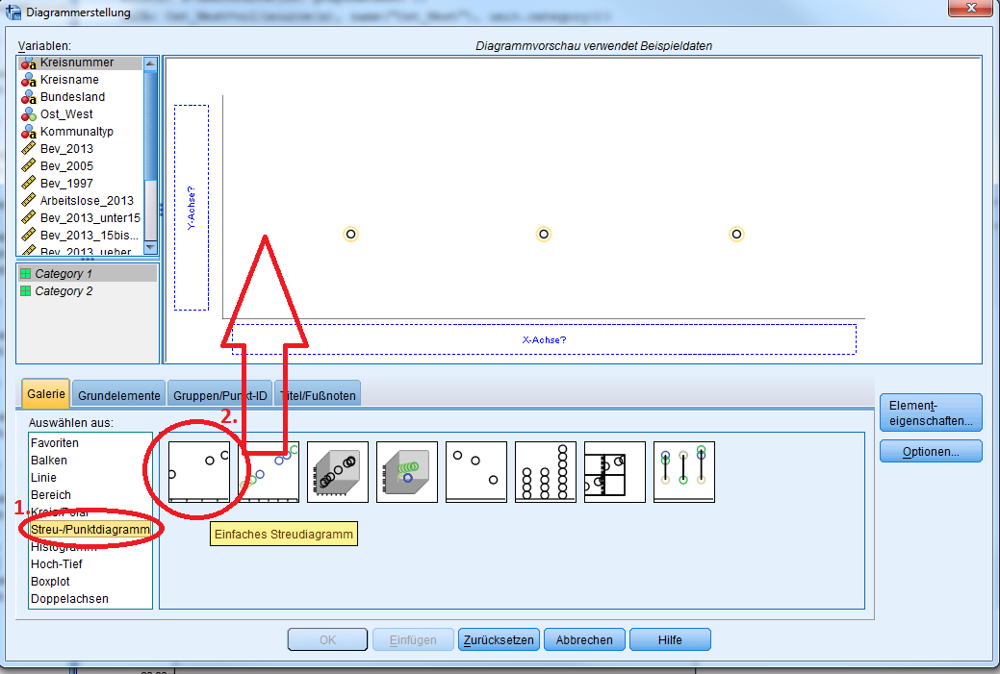 Diagrammerstellung
Variablen:
Diagrammvorschau verwendet Beispieldaten
Kreisnummer
Kreisname
Bundesland
Ost_West
Kommunaltyp
Bev_2013
Bev_2005
Bev_1997
Arbeitslose_2013
Bev_2013_unter15
Bev_2013_15bis...
Bev_2013_ueber
Y-Achse?
X-Achse?
Category 1
Category 2
Galerie
Grundelemente
Gruppen/Punkt-ID
Titel/Fußnoten
Element-
eigenschaften...
Optionen...
Auswählen aus:
2.
Favoriten
Balken
Linie
Bereich
1.
Kreis/Polar
Streu-/Punktdiagramm
Histogramm
Hoch-Tief
Boxplot
Doppelachsen
Einfaches Streudiagramm
OK
Einfügen
Zurücksetzen
Abbrechen
Hilfe